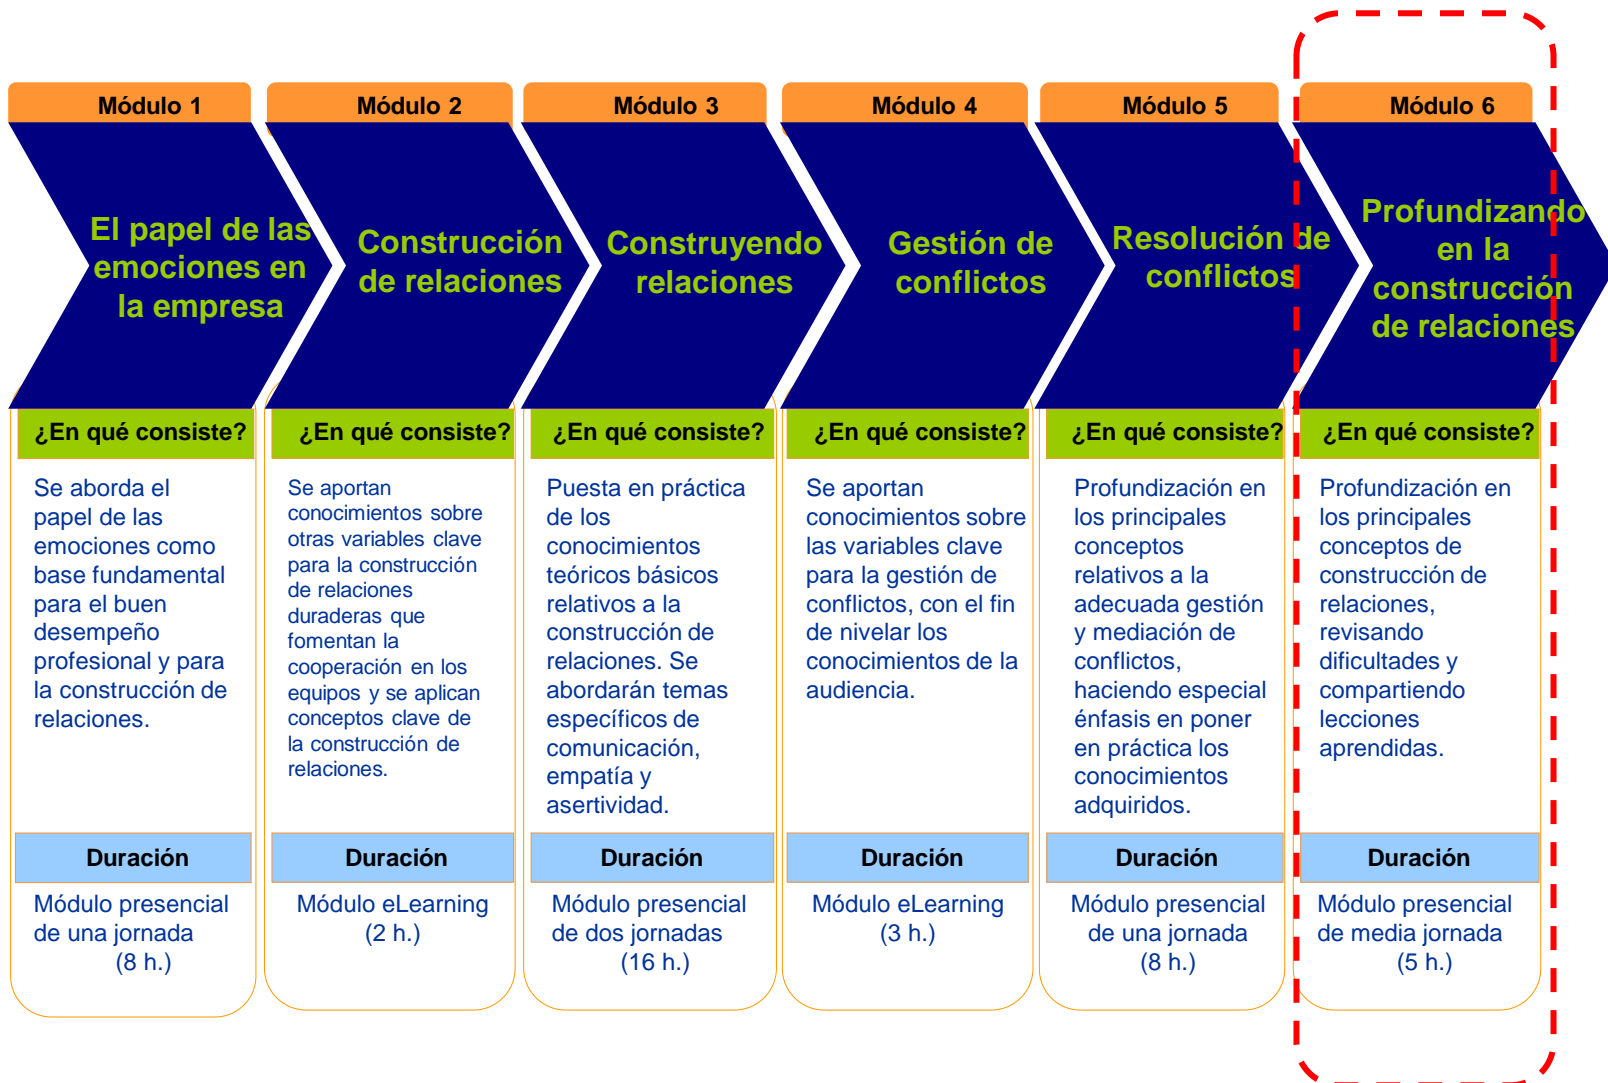 Módulo 1
El papel de las
emociones en
la empresa
¿En qué consiste?
Se aborda el
papel de las
emociones como
base fundamental
para el buen
desempeño
profesional y para
la construcción de
relaciones.
Duración
Módulo presencial
de una jornada
(8 h.)
Módulo 2
Construcción
de relaciones
¿En qué consiste?
Se aportan
conocimientos sobre
otras variables clave
para la construcción
de relaciones
duraderas que
fomentan la
cooperación en los
equipos y se aplican
conceptos clave de
la construcción de
relaciones.
Duración
Módulo eLearning
(2 h.)
Módulo 3
Construyendo
relaciones
¿En qué consiste?
Puesta en práctica
de los
conocimientos
teóricos básicos
relativos a la
construcción de
relaciones. Se
abordarán temas
específicos de
comunicación,
empatía y
asertividad.
Duración
Módulo presencial
de dos jornadas
(16 h.)
Módulo 4
Gestión de
conflictos
¿En qué consiste?
Se aportan
conocimientos sobre
las variables clave
para la gestión de
conflictos, con el fin
de nivelar los
conocimientos de la
audiencia.
Duración
Módulo eLearning
(3 h.)
Módulo 5
Resolución de
conflictos
¿En qué consiste?
Profundización en
los principales
conceptos
relativos a la
adecuada gestión
y mediación de
conflictos,
haciendo especial
énfasis en poner
en práctica los
conocimientos
adquiridos.
Duración
Módulo presencial
de una jornada
(8 h.)
Módulo 6
Profundizando
en la
construcción
de relaciones
¿En qué consiste?
Profundización en
los principales
conceptos de
construcción de
relaciones,
revisando
dificultades y
compartiendo
lecciones
aprendidas.
Duración
Módulo presencial
de media jornada
(5 h.)